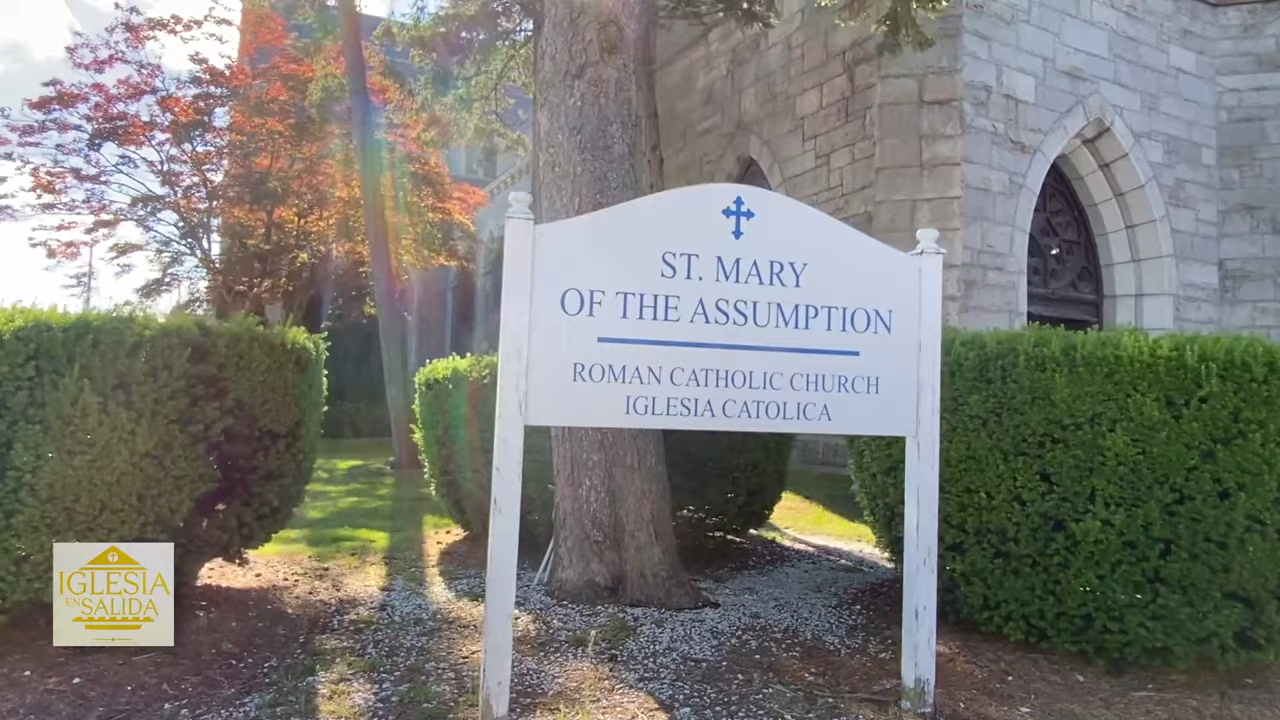 ST. MARY
OF THE ASSUMPTION
ROMAN CATHOLIC CHURCH
IGLESIA CATOLICA
IGLESIA
EN SALIDA